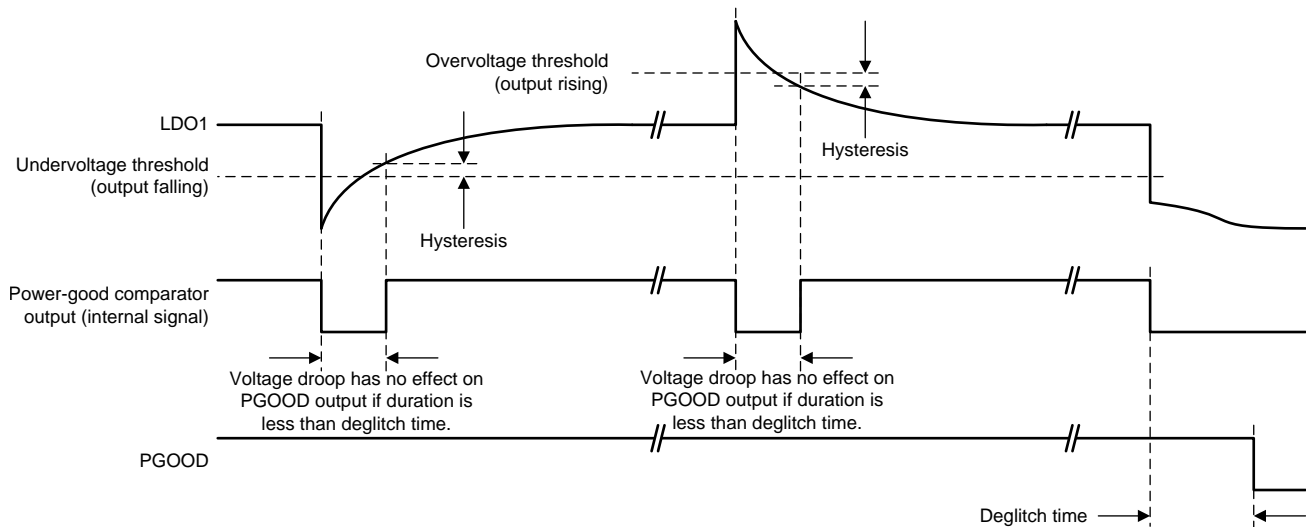 Overvoltage threshold
(output rising)
LDO1
Hysteresis
Undervoltage threshold
(output falling)
Hysteresis
Power-good comparator
output (internal signal)
Voltage droop has no effect on
PGOOD output if duration is
less than deglitch time.
Voltage droop has no effect on
PGOOD output if duration is
less than deglitch time.
PGOOD
Deglitch time